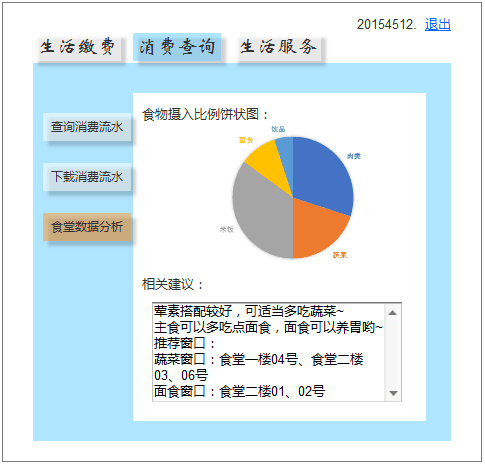 20154512. 退出
生活缴费 消费查询 生活服务
查询消费流水
下载消费流水
食堂数据分析
食物摄入比例饼状图：
饮品
面食
肉类
米饭
蔬菜
相关建议：
荤素搭配较好，可适当多吃蔬菜~
主食可以多吃点面食，面食可以养胃哟~
推荐窗口：
蔬菜窗口：食堂一楼04号、食堂二楼
03、06号
面食窗口：食堂二楼01、02号